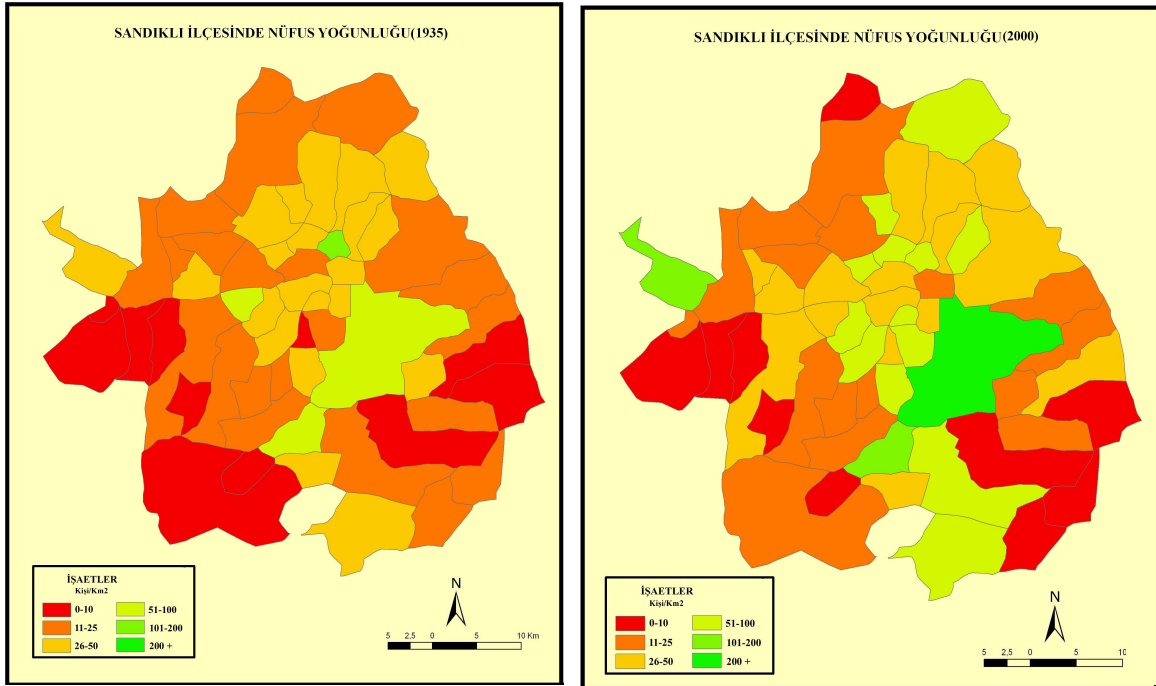 SANDIKLI İLÇESİNDE NÜFUS YOĞUNLUĞU(1935)
İŞAETLER
Kişi/Km2
0-10
11-25
26-50
51-100
101-200
200 +
N
5 2.5 0 5 10 Km
SANDIKLI İLÇESİNDE NÜFUS YOĞUNLUĞU(2000)
İŞAETLER
Kişi/Km2
0-10
11-25
26-50
51-100
101-200
200 +
N
5 2,5 0 5 10